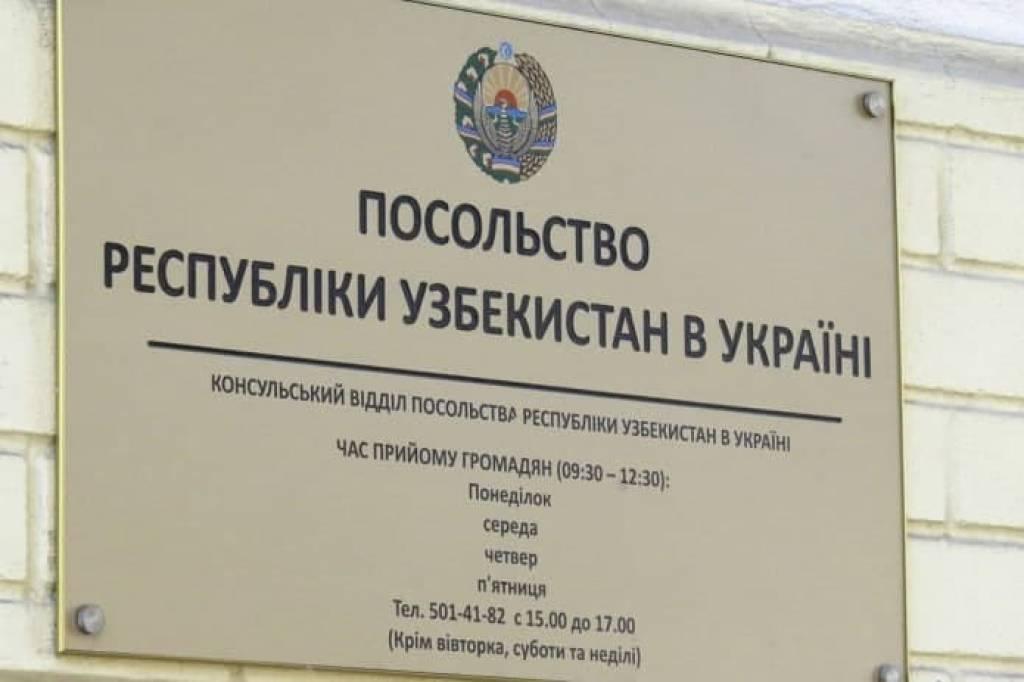 ПОСОЛЬСТВО
РЕСПУБЛІКИ УЗБЕКИСТАН В УКРАЇНІ
КОНСУЛЬСЬКИЙ ВІДДІЛ ПОСОЛЬСТВА РЕСПУБЛІКИ УЗБЕКИСТАН В УКРАЇНІ
ЧАС ПРИЙОМУ ГРОМАДЯН (09:30 – 12:30):
Понеділок
середа
четвер
п'ятниця
Тел. 501-41-82 с 15.00 до 17.00
(Крім вівторка, суботи та неділі)